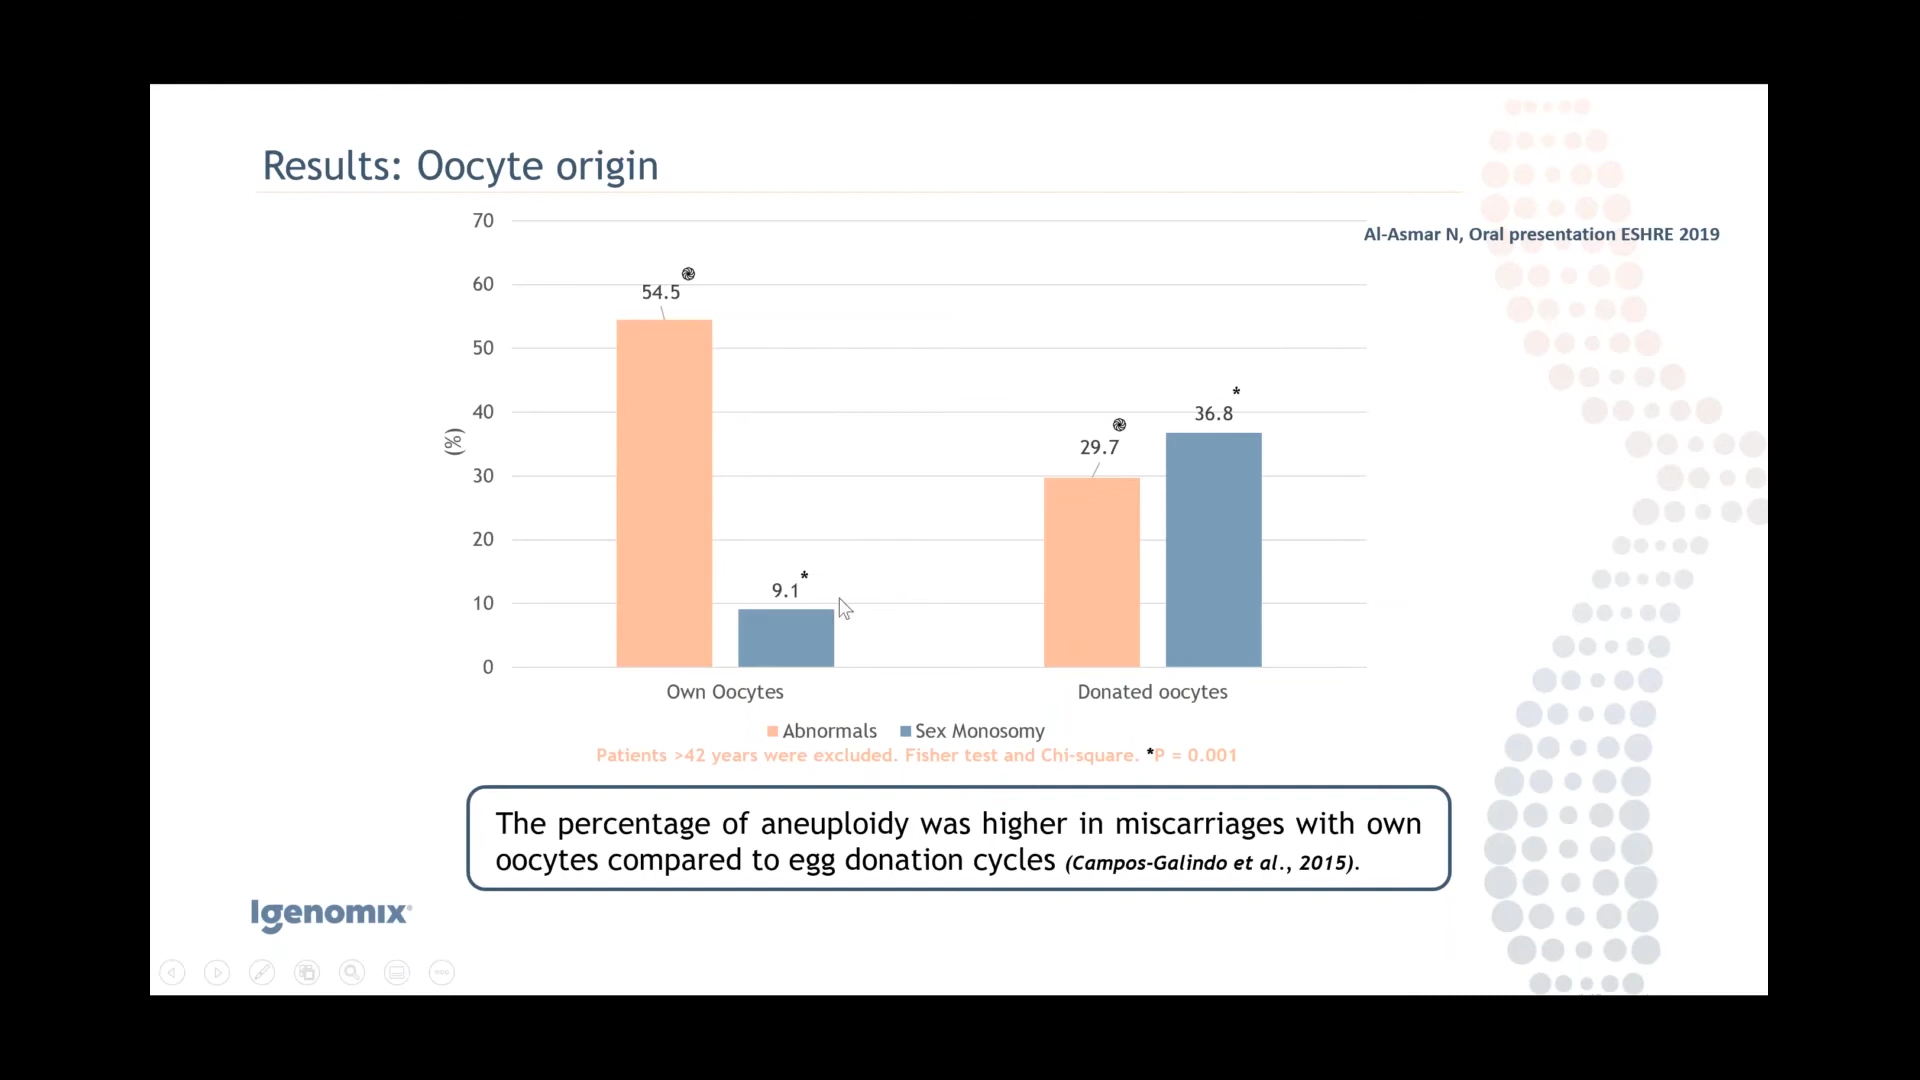 Results: Oocyte origin
Al-Asmar N, Oral presentation ESHRE 2019
70
60
50
40
30
20
10
0
(%)
54.5
9.1*
29.7
36.8*
Own Oocytes
Donated oocytes
Abnormals
Sex Monosomy
Patients >42 years were excluded. Fisher test and Chi-square. *P = 0.001
The percentage of aneuploidy was higher in miscarriages with own
oocytes compared to egg donation cycles (Campos-Galindo et al., 2015).
Igenomix®